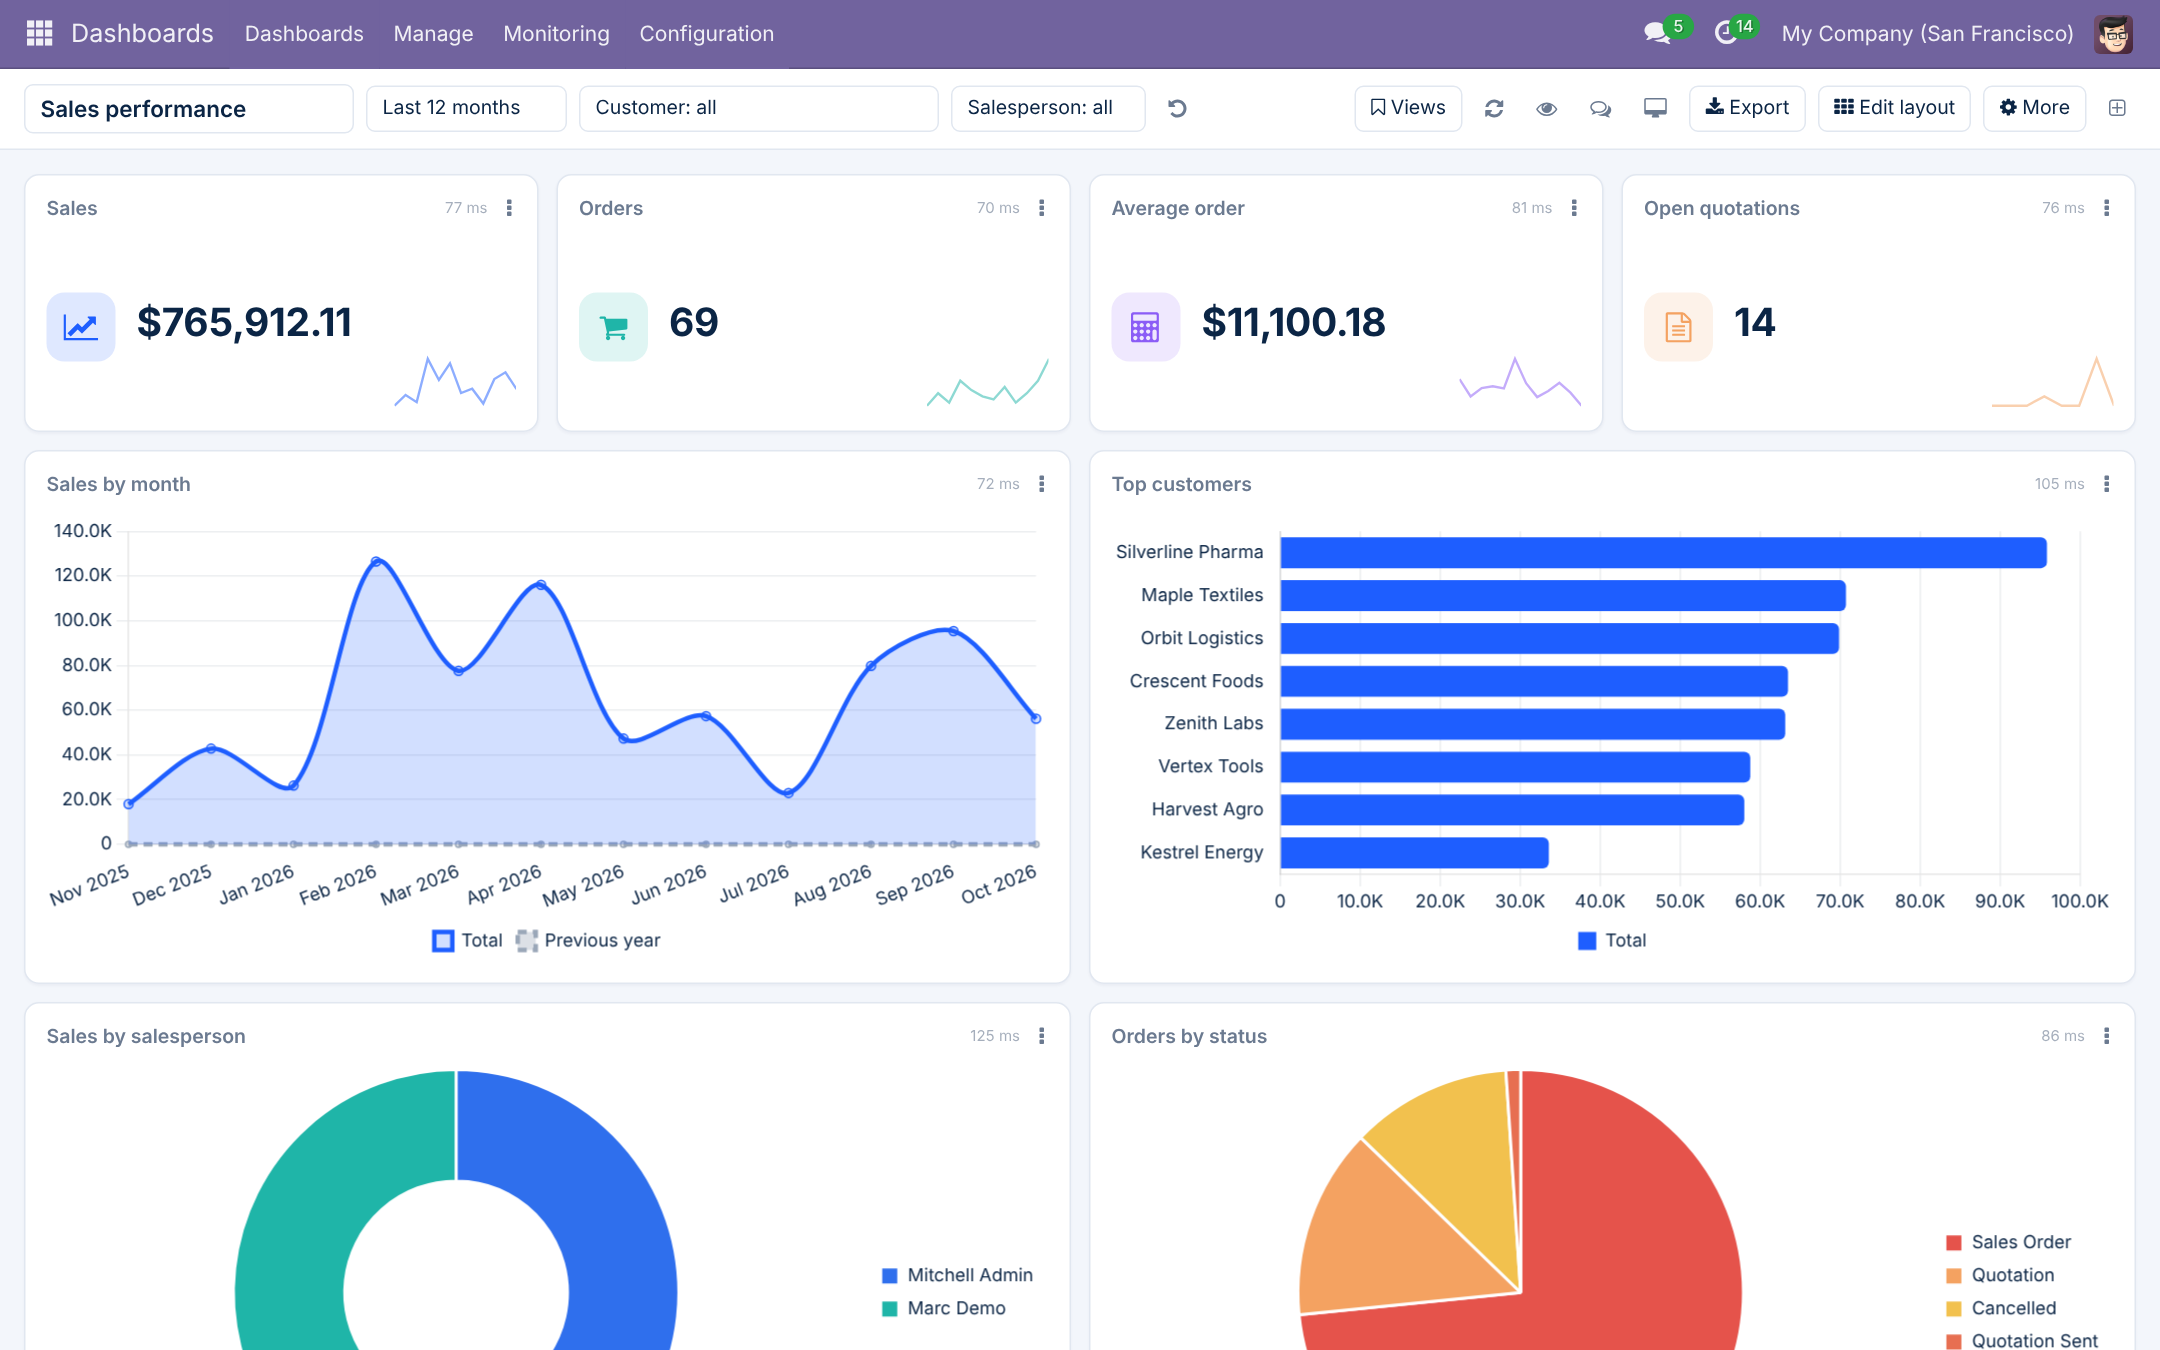 Dashboards Dashboards Manage Monitoring Configuration 5 14 My Company (San Francisco)
Sales performance Last 12 months Customer: all Salesperson: all Views Export Edit layout More
Sales 77 ms
$765,912.11
Orders 70 ms
69
Average order 81 ms
$11,100.18
Open quotations 76 ms
14
Sales by month 72 ms
140.0K
120.0K
100.0K
80.0K
60.0K
40.0K
20.0K
0
Nov 2025 Dec 2025 Jan 2026 Feb 2026 Mar 2026 Apr 2026 May 2026 Jun 2026 Jul 2026 Aug 2026 Sep 2026 Oct 2026
Total Previous year
Top customers 105 ms
Silverline Pharma
Maple Textiles
Orbit Logistics
Crescent Foods
Zenith Labs
Vertex Tools
Harvest Agro
Kestrel Energy
0 10.0K 20.0K 30.0K 40.0K 50.0K 60.0K 70.0K 80.0K 90.0K 100.0K
Total
Sales by salesperson 125 ms
Mitchell Admin
Marc Demo
Orders by status 86 ms
Sales Order
Quotation
Cancelled
Quotation Sent